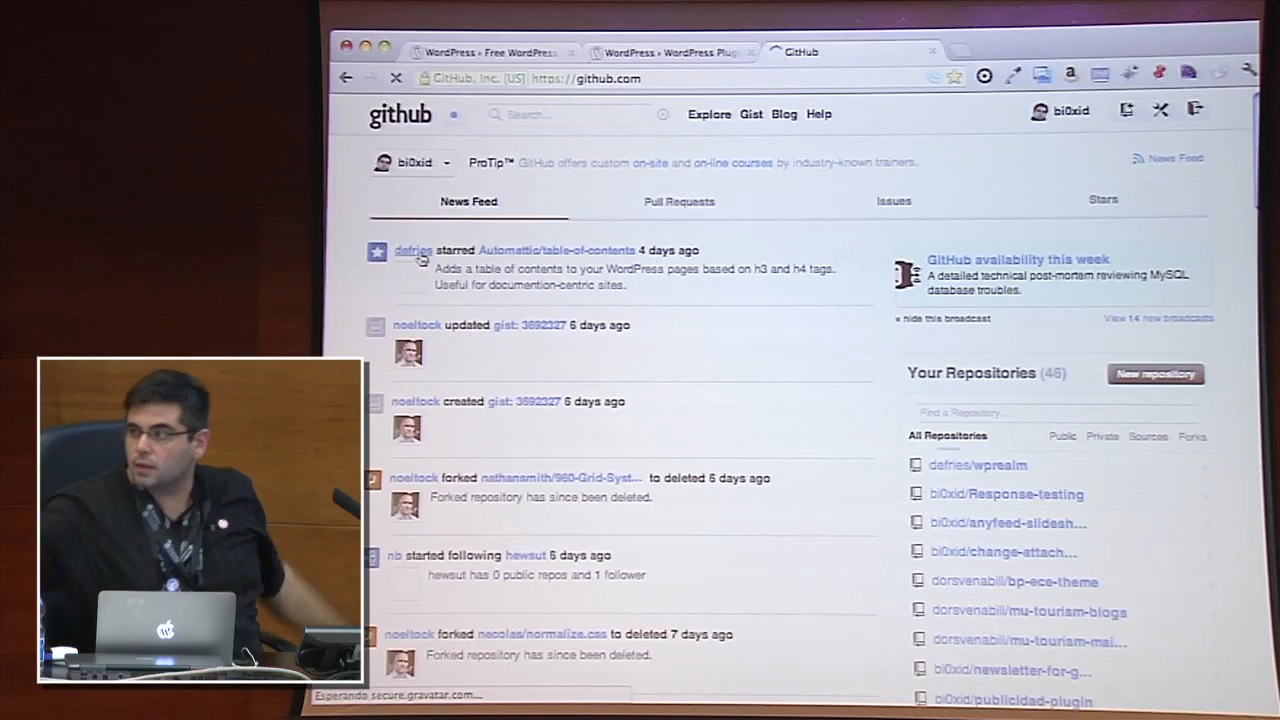 WordPress › Free WordPress
WordPress › WordPress Plug
GitHub
GitHub, Inc. [US] https://github.com
github
Search...
Explore Gist Blog Help
bi0xid
bi0xid
ProTip™ GitHub offers custom on-site and on-line courses by industry-known trainers.
News Feed
News Feed
Pull Requests
Issues
Stars
defries starred Automattic/table-of-contents 4 days ago
Adds a table of contents to your WordPress pages based on h3 and h4 tags.
Useful for documention-centric sites.
GitHub availability this week
A detailed technical post-mortem reviewing MySQL
database troubles.
× hide this broadcast
View 14 new broadcasts
noeltock updated gist: 3692327 6 days ago
Your Repositories (46)
New repository
noeltock created gist: 3692327 6 days ago
Find a Repository...
All Repositories
Public
Private
Sources
Forks
defries/wprealm
noeltock forked nathansmith/960-Grid-Syst... to deleted 6 days ago
Forked repository has since been deleted.
bi0xid/Response-testing
bi0xid/anyfeed-slidesh...
nb started following hewsut 6 days ago
hewsut has 0 public repos and 1 follower
bi0xid/change-attach...
dorsvenabili/bp-ece-theme
dorsvenabili/mu-tourism-blogs
noeltock forked necolas/normalize.css to deleted 7 days ago
Forked repository has since been deleted.
dorsvenabili/mu-tourism-mai...
bi0xid/newsletter-for-g...
bi0xid/publicidad-plugin
Esperando secure.gravatar.com...